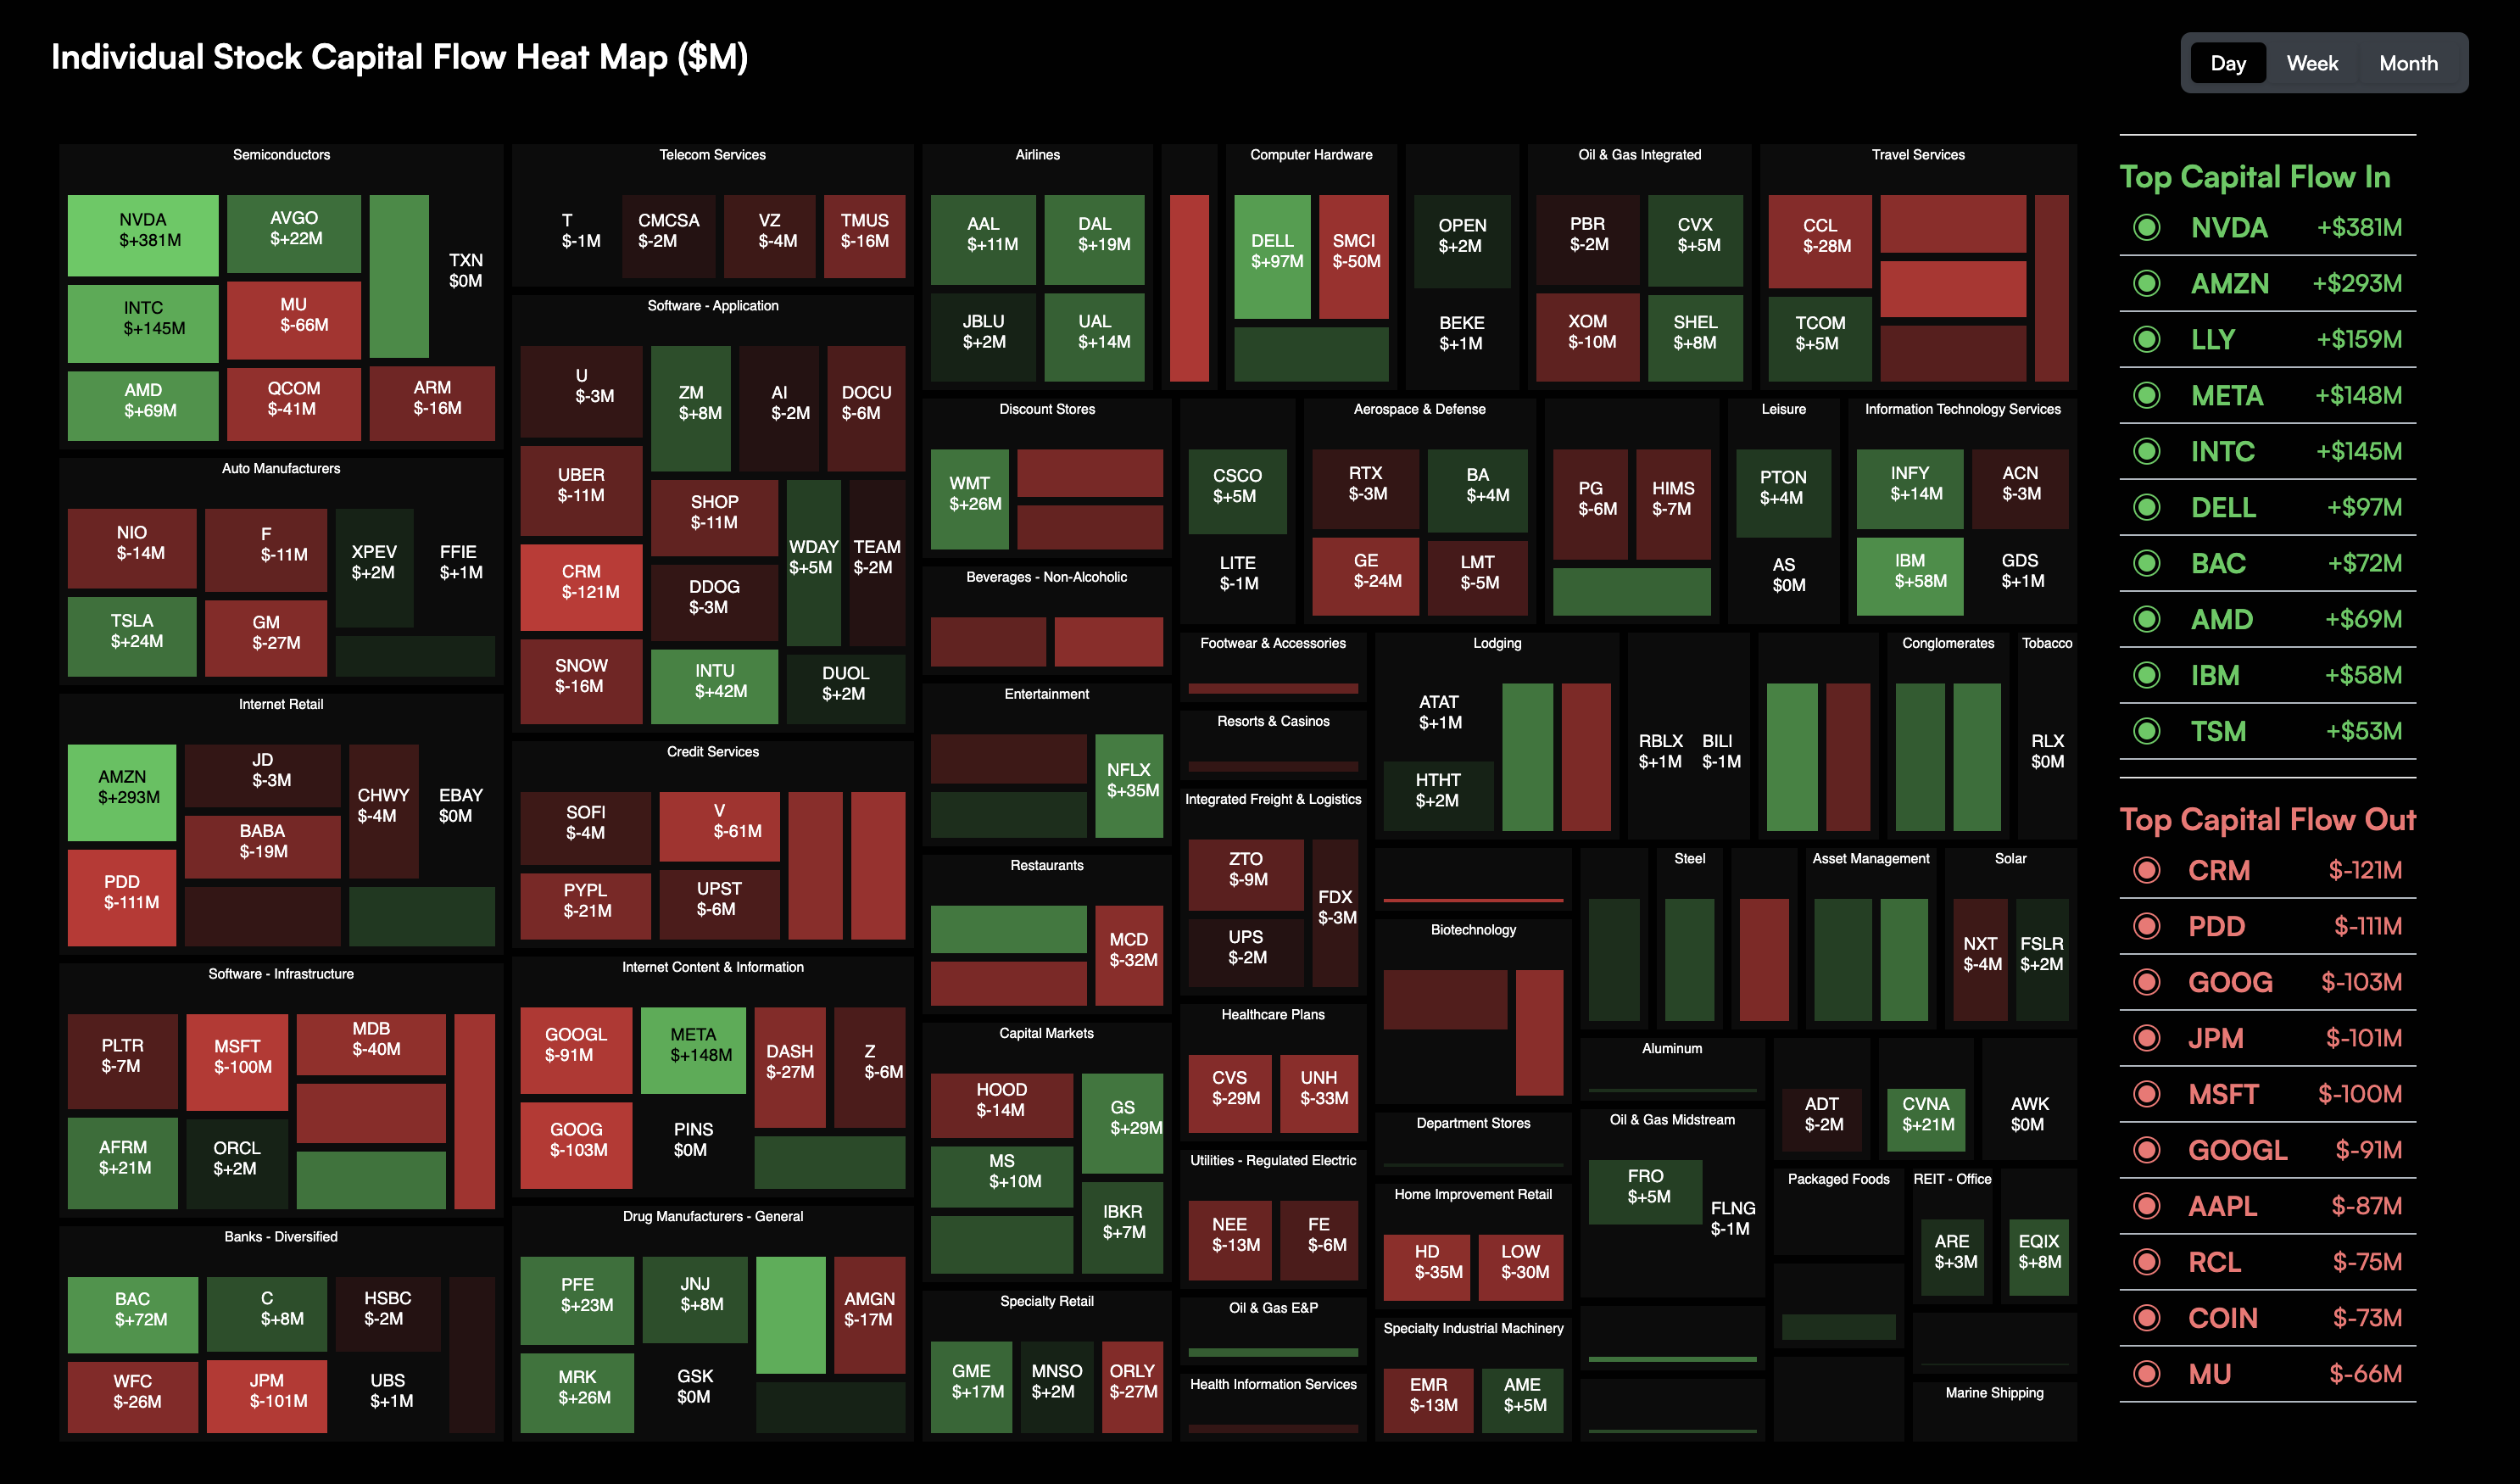 Individual Stock Capital Flow Heat Map ($M)
Day
Week
Month
Semiconductors
NVDA
$+381M
AVGO
$+22M
TXN
$0M
INTC
$+145M
MU
$-66M
AMD
$+69M
QCOM
$-41M
ARM
$-16M
Auto Manufacturers
NIO
$-14M
F
$-11M
XPEV
$+2M
FFIE
$+1M
TSLA
$+24M
GM
$-27M
Internet Retail
AMZN
$+293M
JD
$-3M
CHWY
$-4M
EBAY
$0M
BABA
$-19M
PDD
$-111M
Software - Infrastructure
PLTR
$-7M
MSFT
$-100M
MDB
$-40M
AFRM
$+21M
ORCL
$+2M
Banks - Diversified
BAC
$+72M
C
$+8M
HSBC
$-2M
WFC
$-26M
JPM
$-101M
UBS
$+1M
Telecom Services
T
$-1M
CMCSA
$-2M
VZ
$-4M
TMUS
$-16M
Software - Application
U
$-3M
ZM
$+8M
AI
$-2M
DOCU
$-6M
UBER
$-11M
SHOP
$-11M
WDAY
$+5M
TEAM
$-2M
CRM
$-121M
DDOG
$-3M
SNOW
$-16M
INTU
$+42M
DUOL
$+2M
Credit Services
SOFI
$-4M
V
$-61M
PYPL
$-21M
UPST
$-6M
Internet Content & Information
GOOGL
$-91M
META
$+148M
DASH
$-27M
Z
$-6M
GOOG
$-103M
PINS
$0M
Drug Manufacturers - General
PFE
$+23M
JNJ
$+8M
AMGN
$-17M
MRK
$+26M
GSK
$0M
Airlines
AAL
$+11M
DAL
$+19M
JBLU
$+2M
UAL
$+14M
Computer Hardware
DELL
$+97M
SMCI
$-50M
OPEN
$+2M
BEKE
$+1M
Oil & Gas Integrated
PBR
$-2M
CVX
$+5M
XOM
$-10M
SHEL
$+8M
Travel Services
CCL
$-28M
TCOM
$+5M
Discount Stores
WMT
$+26M
Beverages - Non-Alcoholic
Entertainment
NFLX
$+35M
Restaurants
MCD
$-32M
Capital Markets
HOOD
$-14M
GS
$+29M
MS
$+10M
IBKR
$+7M
Specialty Retail
GME
$+17M
MNSO
$+2M
ORLY
$-27M
CSCO
$+5M
LITE
$-1M
Aerospace & Defense
RTX
$-3M
BA
$+4M
GE
$-24M
LMT
$-5M
PG
$-6M
HIMS
$-7M
Leisure
PTON
$+4M
AS
$0M
Information Technology Services
INFY
$+14M
ACN
$-3M
IBM
$+58M
GDS
$+1M
Footwear & Accessories
Resorts & Casinos
Integrated Freight & Logistics
ZTO
$-9M
FDX
$-3M
UPS
$-2M
Healthcare Plans
CVS
$-29M
UNH
$-33M
Utilities - Regulated Electric
NEE
$-13M
FE
$-6M
Oil & Gas E&P
Health Information Services
Lodging
ATAT
$+1M
HTHT
$+2M
RBLX
$+1M
BILI
$-1M
Conglomerates
Tobacco
RLX
$0M
Biotechnology
Department Stores
Home Improvement Retail
HD
$-35M
LOW
$-30M
Specialty Industrial Machinery
EMR
$-13M
AME
$+5M
Steel
Asset Management
Solar
NXT
$-4M
FSLR
$+2M
Aluminum
Oil & Gas Midstream
FRO
$+5M
FLNG
$-1M
ADT
$-2M
CVNA
$+21M
AWK
$0M
Packaged Foods
REIT - Office
ARE
$+3M
EQIX
$+8M
Marine Shipping
Top Capital Flow In
NVDA +$381M
AMZN +$293M
LLY +$159M
META +$148M
INTC +$145M
DELL +$97M
BAC +$72M
AMD +$69M
IBM +$58M
TSM +$53M
Top Capital Flow Out
CRM $-121M
PDD $-111M
GOOG $-103M
JPM $-101M
MSFT $-100M
GOOGL $-91M
AAPL $-87M
RCL $-75M
COIN $-73M
MU $-66M